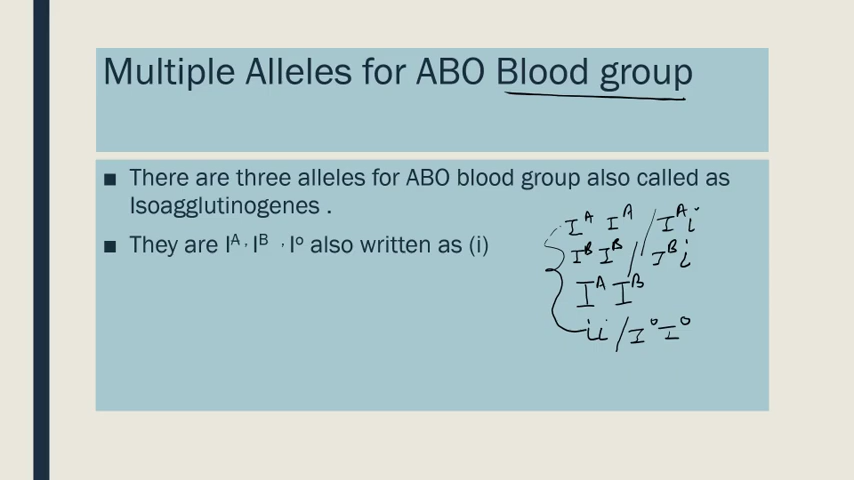 Multiple Alleles for ABO Blood group
■ There are three alleles for ABO blood group also called as
Isoagglutinogenes .
■ They are Iᴬ, Iᴮ , Iᵒ also written as (i)
Iᴬ Iᴬ / Iᴬ i
Iᴮ Iᴮ / Iᴮ i
Iᴬ Iᴮ
ii / Iᵒ Iᵒ